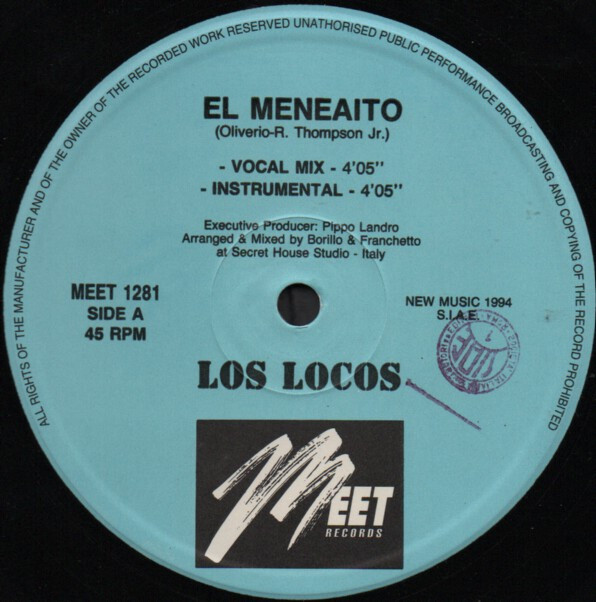 ALL RIGHTS OF THE MANUFACTURER AND OF THE OWNER OF THE RECORDED WORK RESERVED UNATHORISED PUBLIC PERFORMANCE BROADCASTING AND COPYING OF THE RECORD PROHIBITED
EL MENEAITO
(Oliverio-R. Thompson Jr.)
- VOCAL MIX - 4'05''
- INSTRUMENTAL - 4'05''
Executive Producer: Pippo Landro
Arranged & Mixed by Borillo & Franchetto
at Secret House Studio - Italy
MEET 1281
SIDE A
45 RPM
NEW MUSIC 1994
S.I.A.E.
LOS LOCOS
MEET
RECORDS